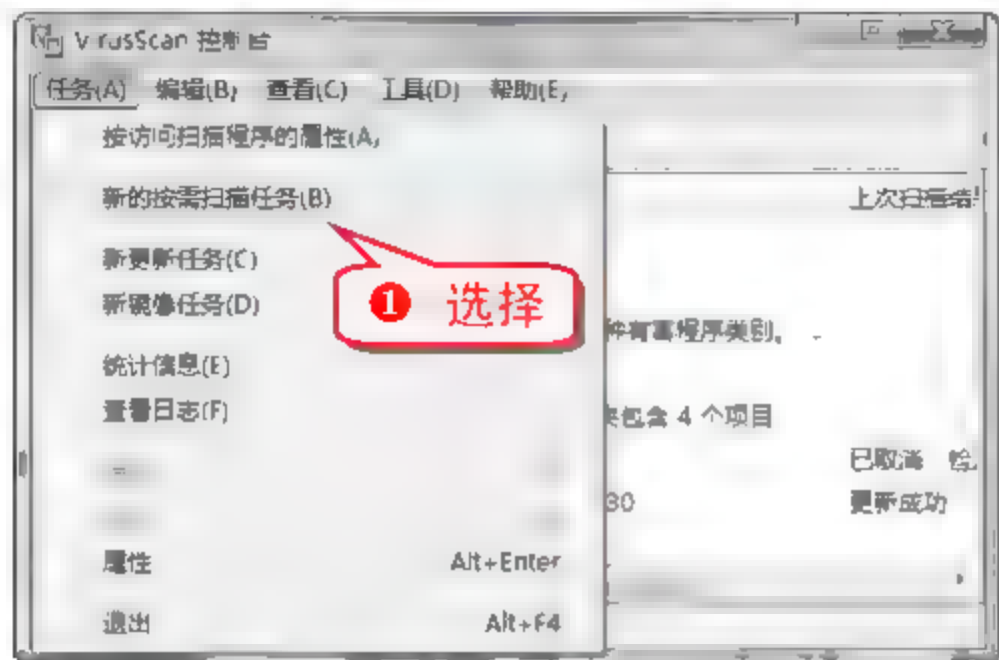 VirusScan 控制台
任务(A) 编辑(B) 查看(C) 工具(D) 帮助(E)
按访问扫描程序的属性(A)
新的按需扫描任务(B)
上次扫描结
新更新任务(C)
❶ 选择
新镜像任务(D)
种有害程序类别。
统计信息(E)
查看日志(F)
包含 4 个项目
已取消
30 更新成功
属性 Alt+Enter
退出 Alt+F4